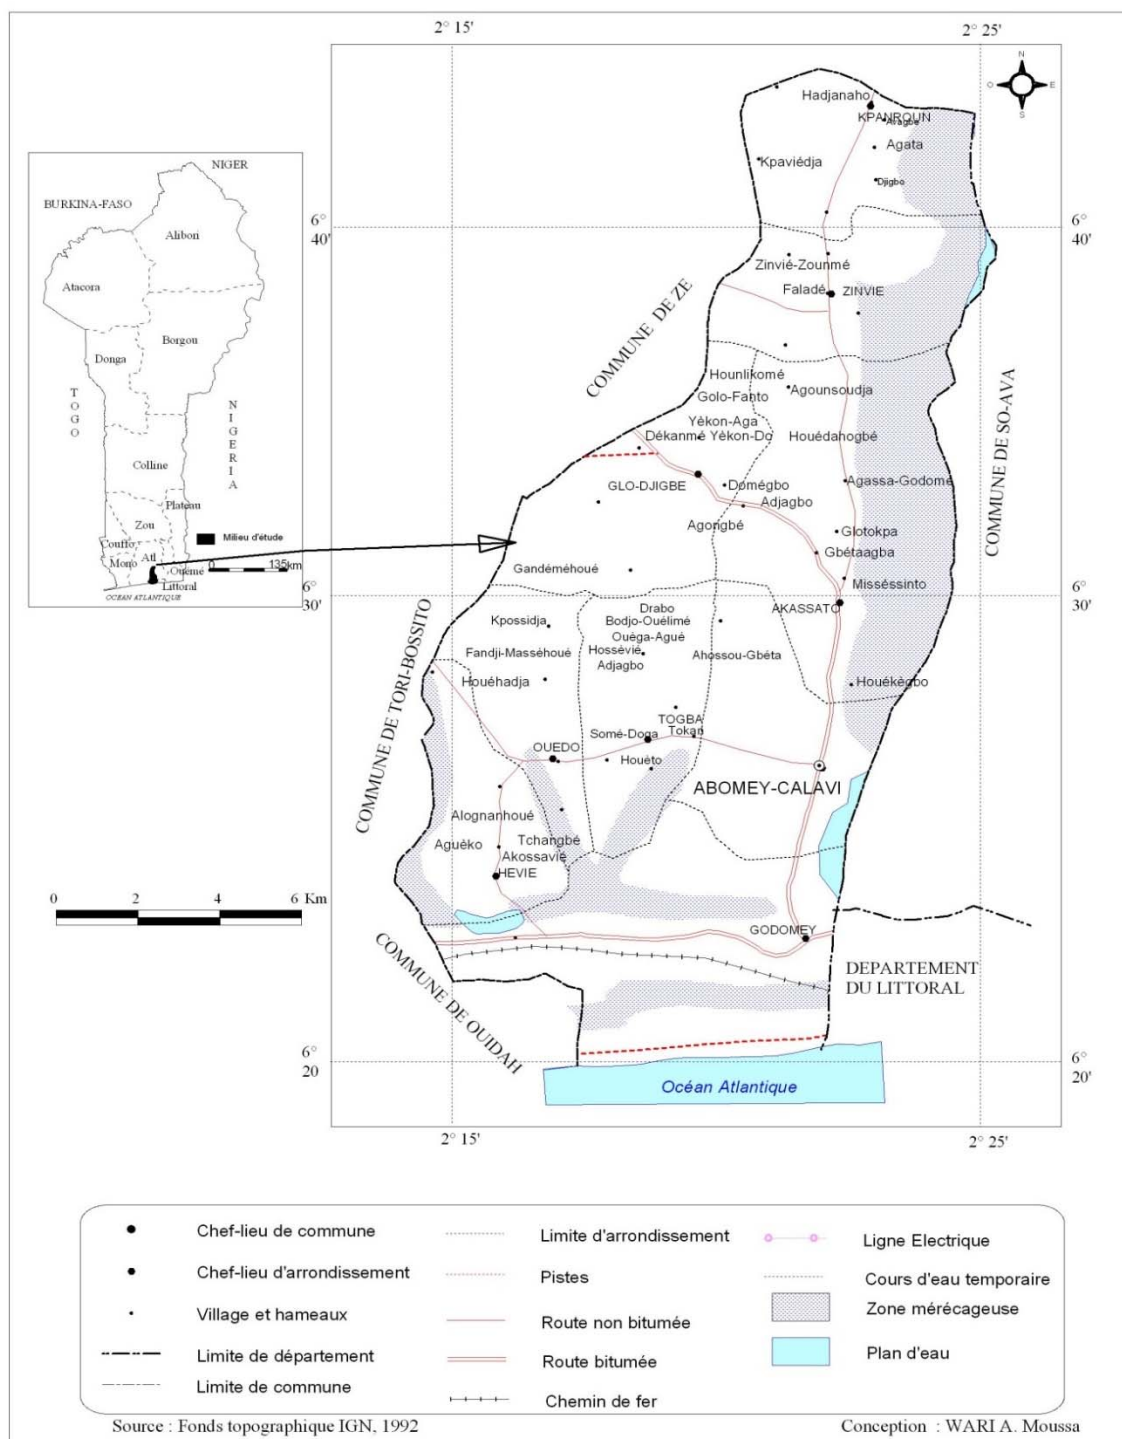 2° 15'
2° 25'
N
O
E
S
Hadjanaho
KPANROUN
Avagbe
Agata
Kpaviédja
Djigbo
6°
40'
6°
40'
Zinvié-Zounmé
Faladé
ZINVIE
COMMUNE DE ZE
Hounlikomé
Agounsoudja
Golo-Fanto
Yèkon-Aga
Dékanmé
Yèkon-Do
Houédahogbé
COMMUNE DE SO-AVA
GLO-DJIGBE
Domégbo
Agassa-Godomé
Adjagbo
Agongbé
Glotokpa
Gbétaagba
Gandéméhoué
Misséssinto
6°
30'
6°
30'
AKASSATO
Drabo
Kpossidja
Bodjo-Ouélimé
Ouèga-Agué
Fandji-Masséhoué
Hossévié
Ahossou-Gbéta
Adjagbo
Houéhadja
Houékègbo
COMMUNE DE TORI-BOSSITO
TOGBA
Somé-Doga
Tokan
OUEDO
Houèto
ABOMEY-CALAVI
Alognanhoué
Aguêko
Tchangbé
Akossavié
HEVIE
GODOMEY
COMMUNE DE OUIDAH
DEPARTEMENT
DU LITTORAL
6°
20'
6°
20'
Océan Atlantique
2° 15'
2° 25'
NIGER
BURKINA-FASO
Alibori
Atacora
Borgou
Donga
TOGO
NIGERIA
Colline
Plateau
Zou
Milieu d'étude
Couffo
Mono
Atl
Ouémé
0 135km
Littoral
OCEAN ATLANTIQUE
0 2 4 6 Km
Chef-lieu de commune
Chef-lieu d'arrondissement
Village et hameaux
Limite de département
Limite de commune
Limite d'arrondissement
Pistes
Route non bitumée
Route bitumée
Chemin de fer
Ligne Electrique
Cours d'eau temporaire
Zone mérécageuse
Plan d'eau
Source : Fonds topographique IGN, 1992
Conception : WARI A. Moussa